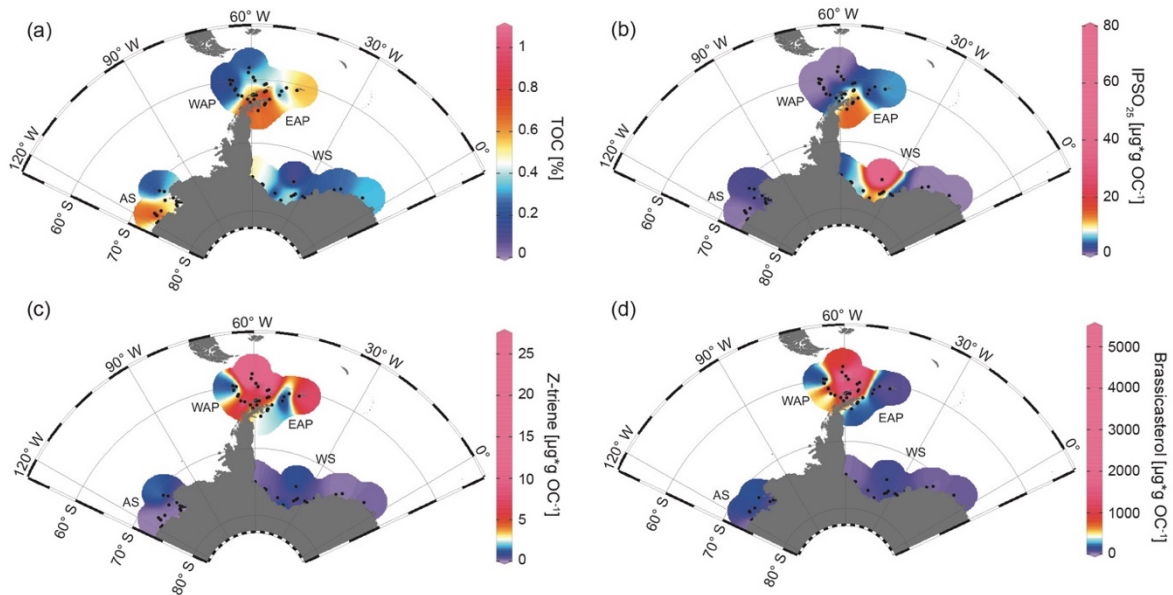 (a)
60° W
90° W
30° W
120° W
0°
60° S
70° S
80° S
WAP
EAP
WS
AS
1
0.8
0.6
0.4
0.2
0
TOC [%]
(b)
60° W
90° W
30° W
120° W
0°
60° S
70° S
80° S
WAP
EAP
WS
AS
80
60
40
20
0
IPSO₂₅ [µg*g OC⁻¹]
(c)
60° W
90° W
30° W
120° W
0°
60° S
70° S
80° S
WAP
EAP
WS
AS
25
20
15
10
5
0
Z-triene [µg*g OC⁻¹]
(d)
60° W
90° W
30° W
120° W
0°
60° S
70° S
80° S
WAP
EAP
WS
AS
5000
4000
3000
2000
1000
0
Brassicasterol [µg*g OC⁻¹]